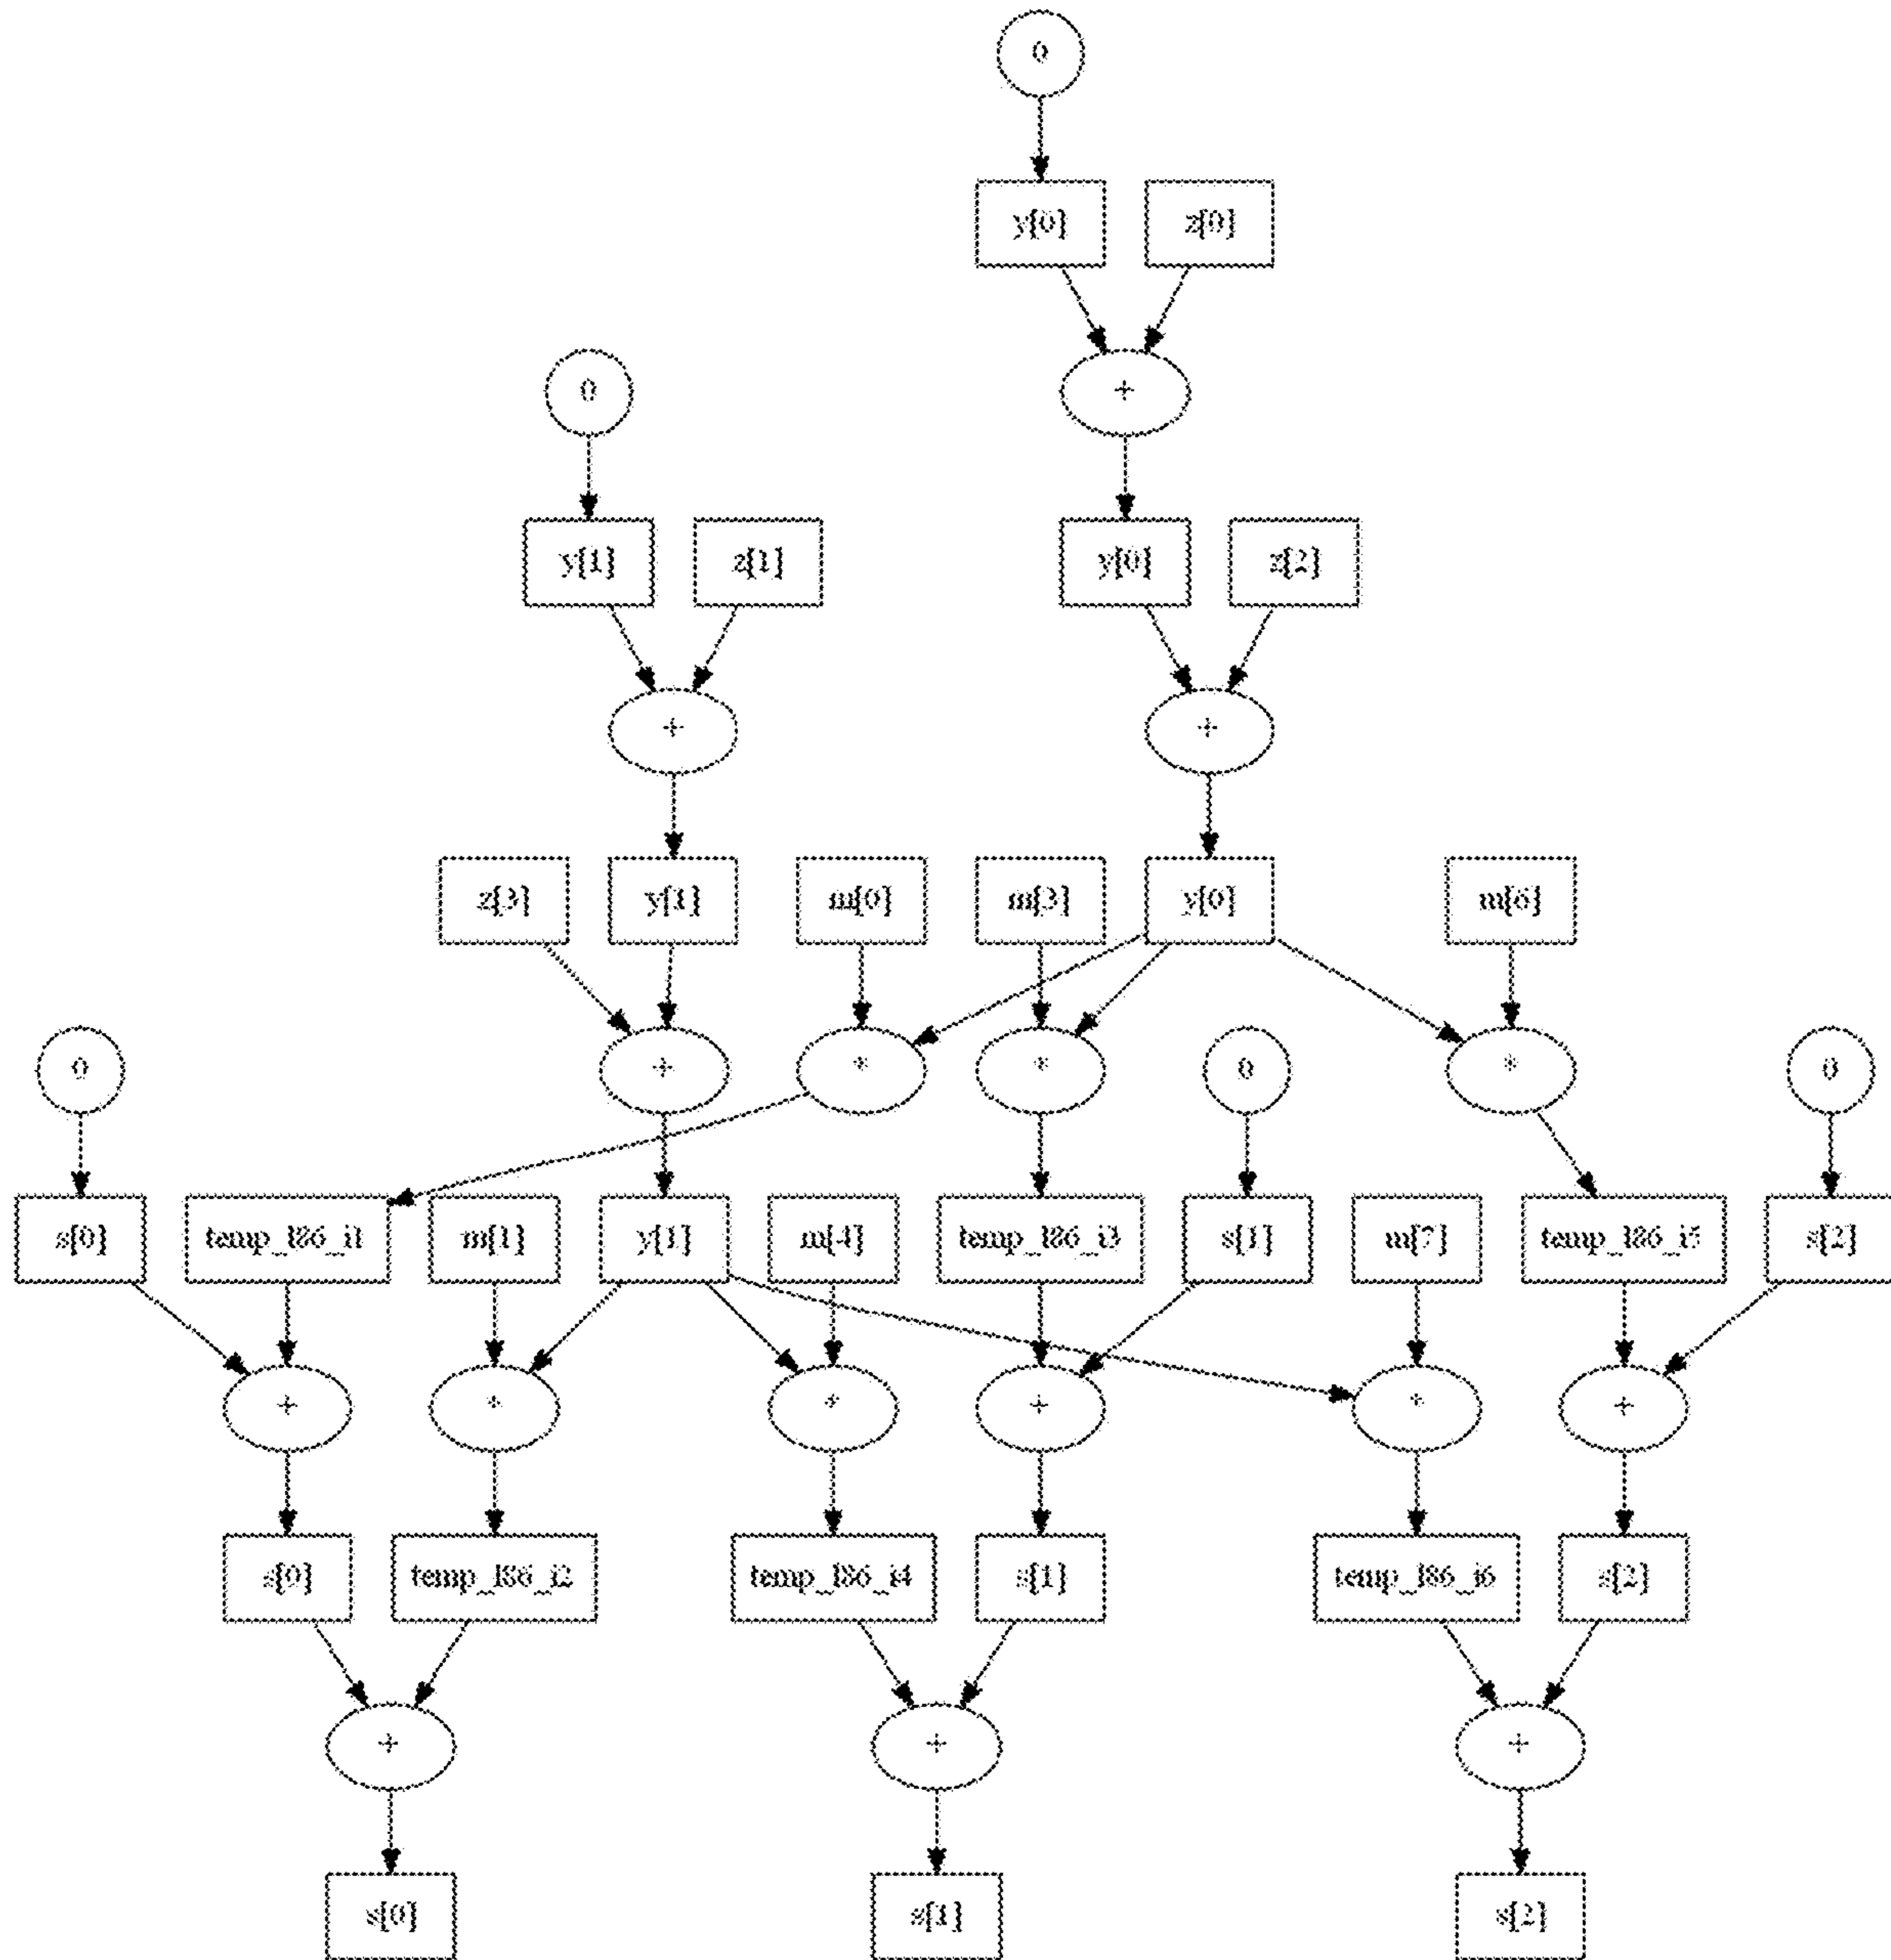 0
y[0] z[0]
0 +
y[1] z[1] y[0] z[2]
+ +
z[3] y[1] m[0] m[3] y[0] m[6]
0 + * * 0 * 0
s[0] temp_l86_i1 m[1] y[1] m[4] temp_l86_i3 s[1] m[7] temp_l86_i5 s[2]
+ * * + * +
s[0] temp_l86_i2 temp_l86_i4 s[1] temp_l86_i6 s[2]
+ + +
s[0] s[1] s[2]